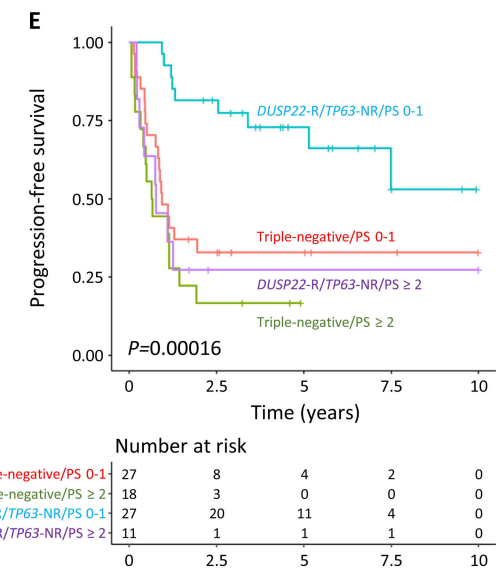 E
Progression-free survival
1.00
0.75
0.50
0.25
0.00
DUSP22-R/TP63-NR/PS 0-1
Triple-negative/PS 0-1
DUSP22-R/TP63-NR/PS ≥ 2
Triple-negative/PS ≥ 2
P=0.00016
0 2.5 5 7.5 10
Time (years)
Number at risk
e-negative/PS 0-1 27 8 4 2 0
e-negative/PS ≥ 2 18 3 0 0 0
R/TP63-NR/PS 0-1 27 20 11 4 0
R/TP63-NR/PS ≥ 2 11 1 1 1 0
0 2.5 5 7.5 10